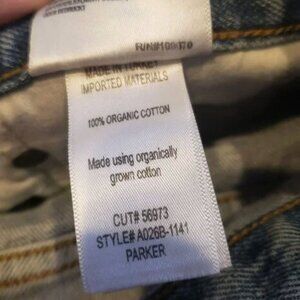 RN#109470
MADE IN TURKEY
IMPORTED MATERIALS
100% ORGANIC COTTON
Made using organically
grown cotton
CUT# 56973
STYLE# A026B-1141
PARKER